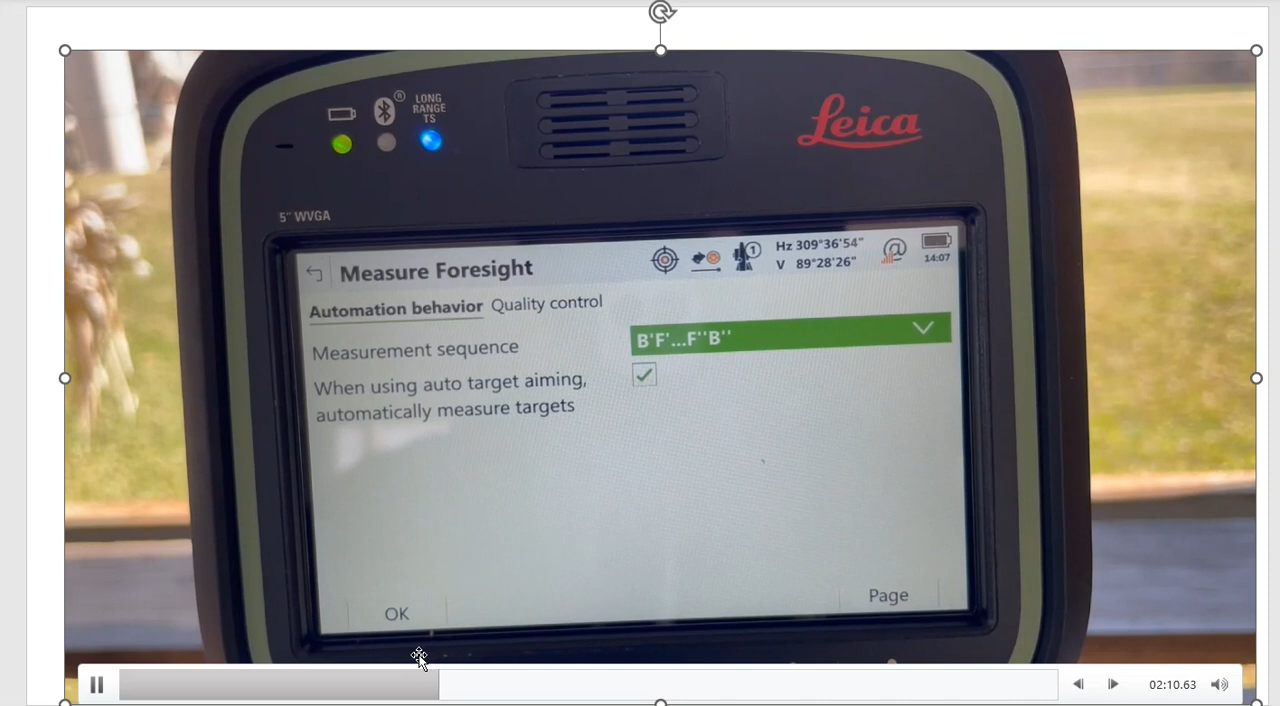 ®
LONG
RANGE
TS
Leica
5" WVGA
Measure Foresight
1
Hz 309°36'54"
V 89°28'26"
@
14:07
Automation behavior Quality control
Measurement sequence
B'F'...F''B''
When using auto target aiming,
automatically measure targets
OK
Page
02:10.63